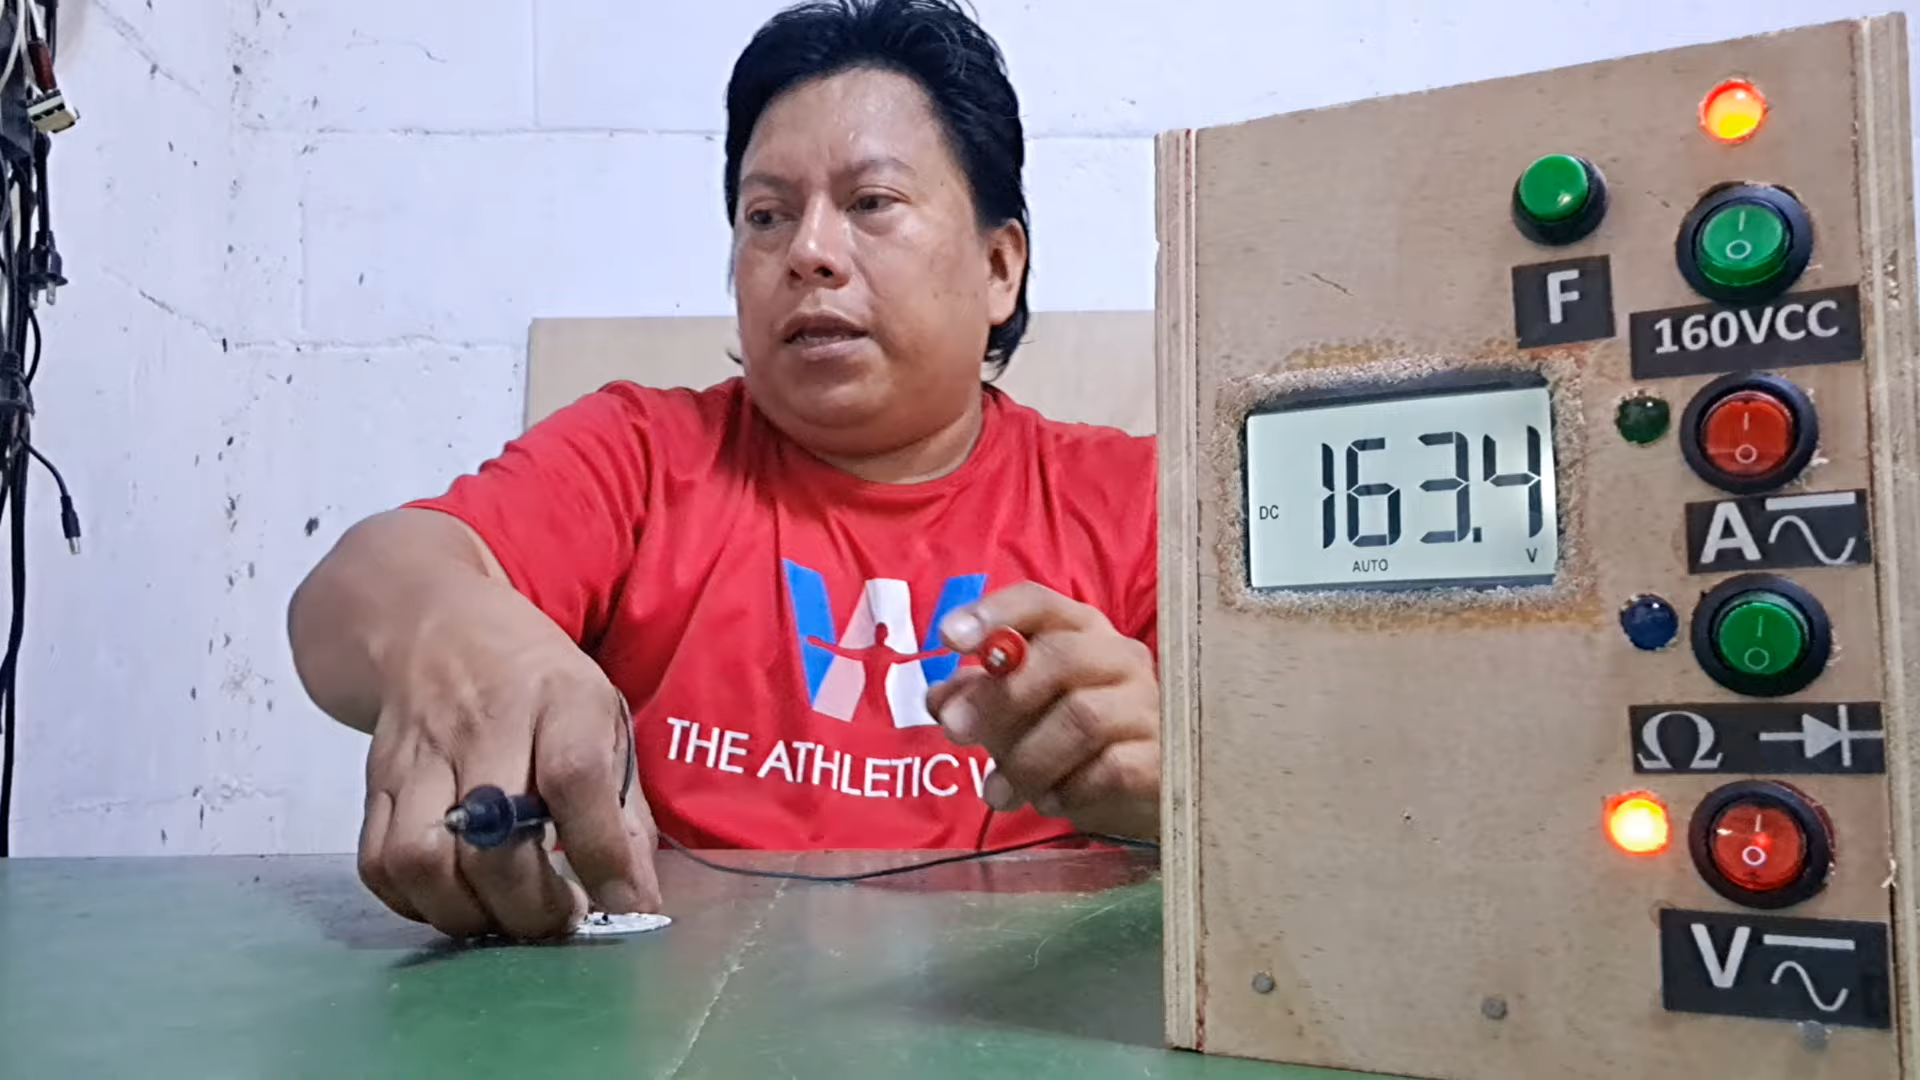 THE ATHLETIC
F
160VCC
DC
163.4
AUTO
V
A
Ω
V